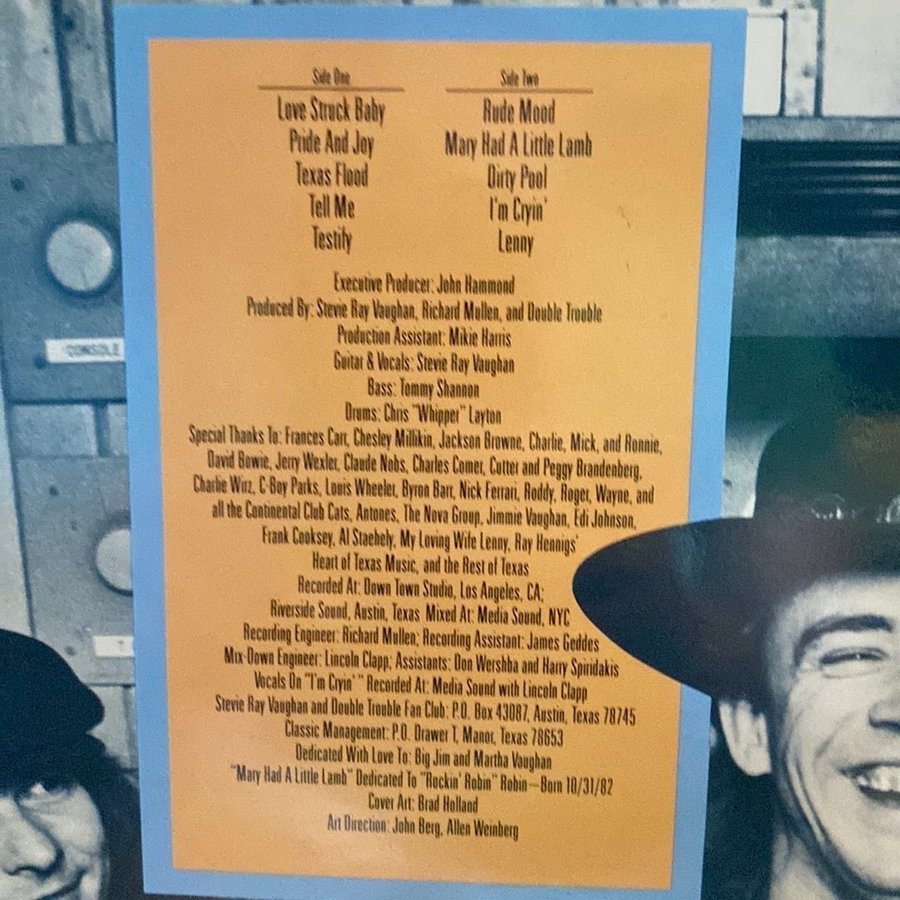 Side One
Love Struck Baby
Pride And Joy
Texas Flood
Tell Me
Testify
Side Two
Rude Mood
Mary Had A Little Lamb
Dirty Pool
I'm Cryin'
Lenny
Executive Producer: John Hammond
Produced By: Stevie Ray Vaughan, Richard Mullen, and Double Trouble
Production Assistant: Mikie Harris
Guitar & Vocals: Stevie Ray Vaughan
Bass: Tommy Shannon
Drums: Chris "Whipper" Layton
Special Thanks To: Frances Carr, Chesley Millikin, Jackson Browne, Charlie, Mick, and Ronnie,
David Bowie, Jerry Wexler, Claude Nobs, Charles Comer, Cutter and Peggy Brandenberg,
Charlie Wirz, C-Boy Parks, Louis Wheeler, Byron Barr, Nick Ferrari, Roddy, Roger, Wayne, and
all the Continental Club Cats, Antones, The Nova Group, Jimmie Vaughan, Edi Johnson,
Frank Cooksey, Al Staehely, My Loving Wife Lenny, Ray Hennigs'
Heart of Texas Music, and the Rest of Texas
Recorded At: Down Town Studio, Los Angeles, CA;
Riverside Sound, Austin, Texas Mixed At: Media Sound, NYC
Recording Engineer: Richard Mullen; Recording Assistant: James Geddes
Mix-Down Engineer: Lincoln Clapp; Assistants: Don Wershba and Harry Spiridakis
Vocals On "I'm Cryin' " Recorded At: Media Sound with Lincoln Clapp
Stevie Ray Vaughan and Double Trouble Fan Club: P.O. Box 43087, Austin, Texas 78745
Classic Management: P.O. Drawer T, Manor, Texas 78653
Dedicated With Love To: Big Jim and Martha Vaughan
"Mary Had A Little Lamb" Dedicated To "Rockin' Robin" Robin—Born 10/31/82
Cover Art: Brad Holland
Art Direction: John Berg, Allen Weinberg
CONSOLE